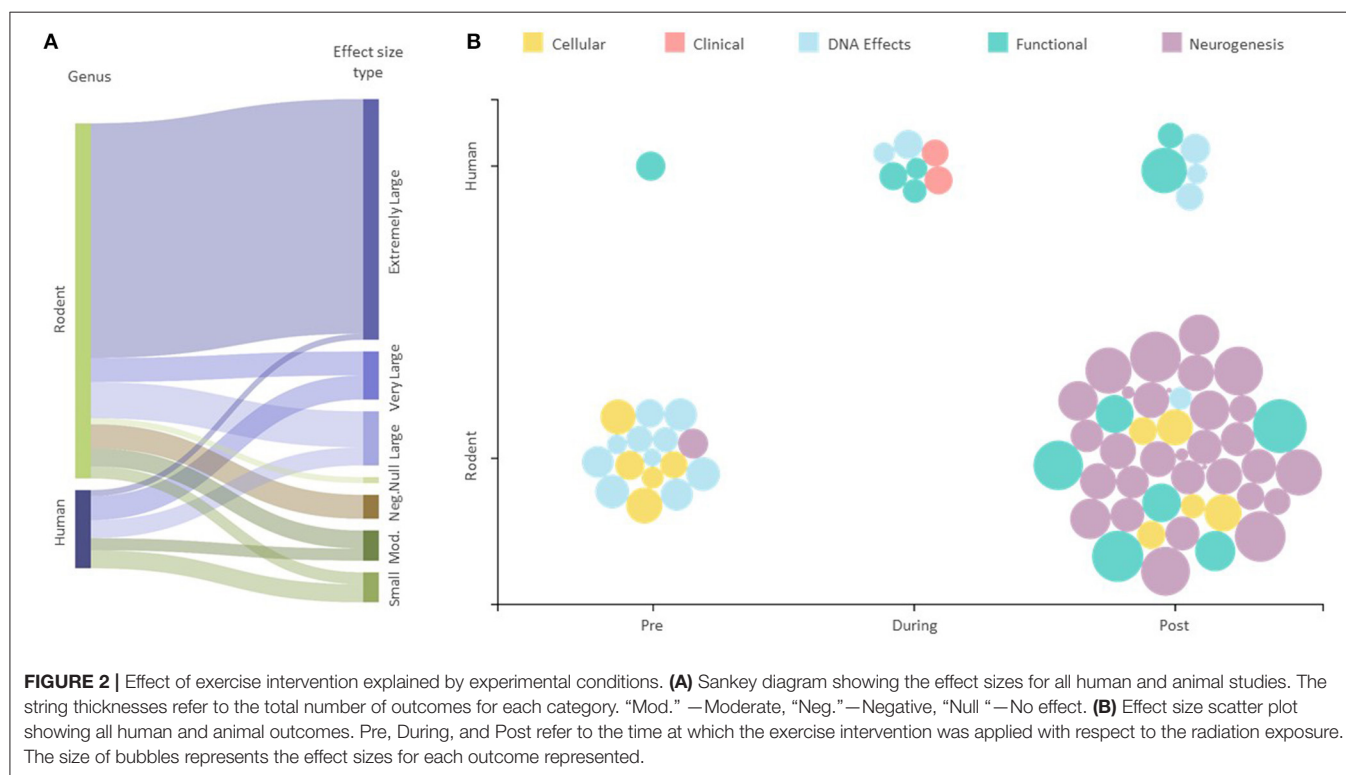 A
Genus
Effect size
type
Rodent
Human
Extremely Large
Very Large
Large
Null
Neg.
Mod.
Small
B
Cellular
Clinical
DNA Effects
Functional
Neurogenesis
Human
Rodent
Pre
During
Post
FIGURE 2 | Effect of exercise intervention explained by experimental conditions. (A) Sankey diagram showing the effect sizes for all human and animal studies. The
string thicknesses refer to the total number of outcomes for each category. “Mod.” —Moderate, “Neg.”—Negative, “Null “—No effect. (B) Effect size scatter plot
showing all human and animal outcomes. Pre, During, and Post refer to the time at which the exercise intervention was applied with respect to the radiation exposure.
The size of bubbles represents the effect sizes for each outcome represented.